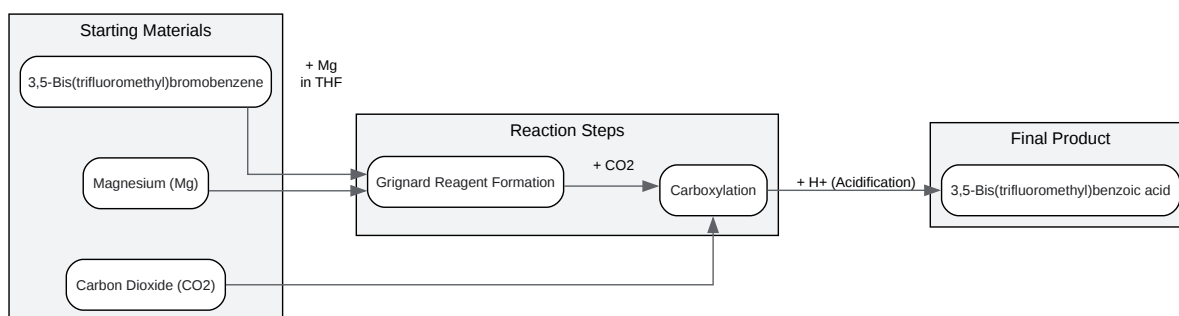 Starting Materials
3,5-Bis(trifluoromethyl)bromobenzene
Magnesium (Mg)
Carbon Dioxide (CO2)
+ Mg
in THF
Reaction Steps
Grignard Reagent Formation
+ CO2
Carboxylation
+ H+ (Acidification)
Final Product
3,5-Bis(trifluoromethyl)benzoic acid